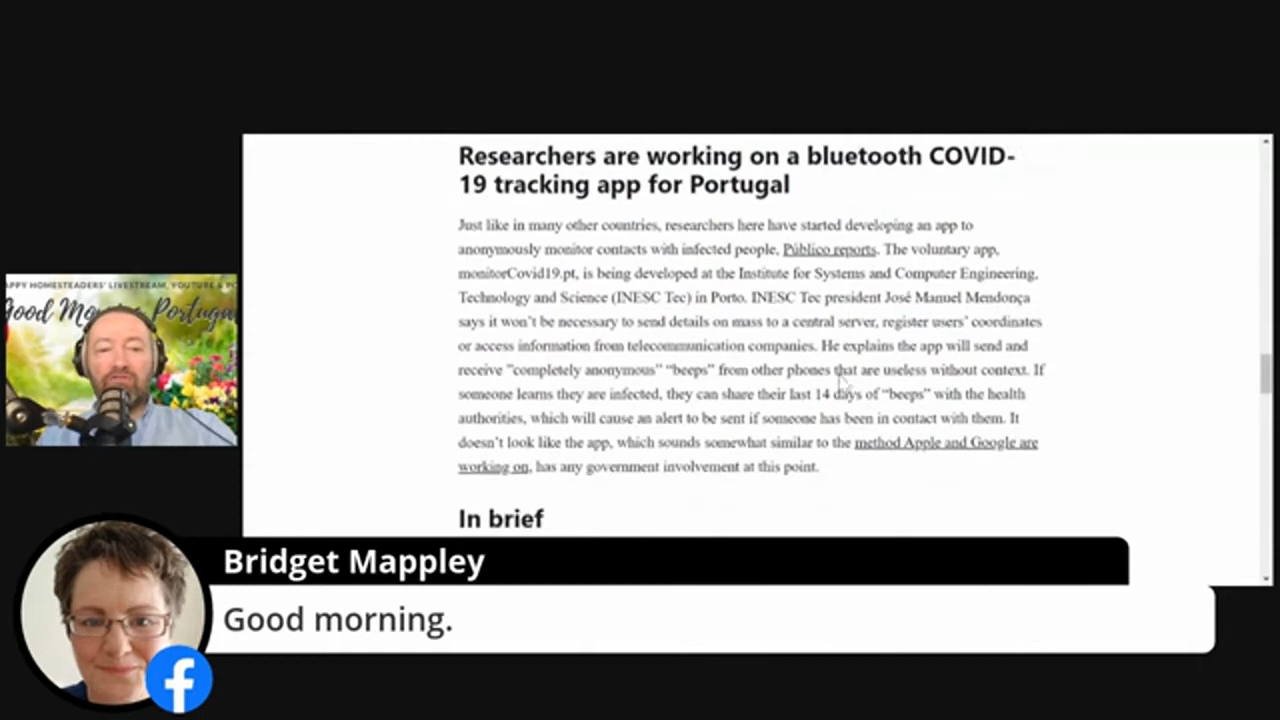 Researchers are working on a bluetooth COVID-
19 tracking app for Portugal
Just like in many other countries, researchers here have started developing an app to
anonymously monitor contacts with infected people, Público reports. The voluntary app,
monitorCovid19.pt, is being developed at the Institute for Systems and Computer Engineering,
Technology and Science (INESC Tec) in Porto. INESC Tec president José Manuel Mendonça
says it won't be necessary to send details on mass to a central server, register users' coordinates
or access information from telecommunication companies. He explains the app will send and
receive "completely anonymous" "beeps" from other phones that are useless without context. If
someone learns they are infected, they can share their last 14 days of "beeps" with the health
authorities, which will cause an alert to be sent if someone has been in contact with them. It
doesn't look like the app, which sounds somewhat similar to the method Apple and Google are
working on, has any government involvement at this point.
In brief
APPY HOMESTEADERS' LIVESTREAM, YOUTUBE &
Good Portugal
Bridget Mappley
Good morning.